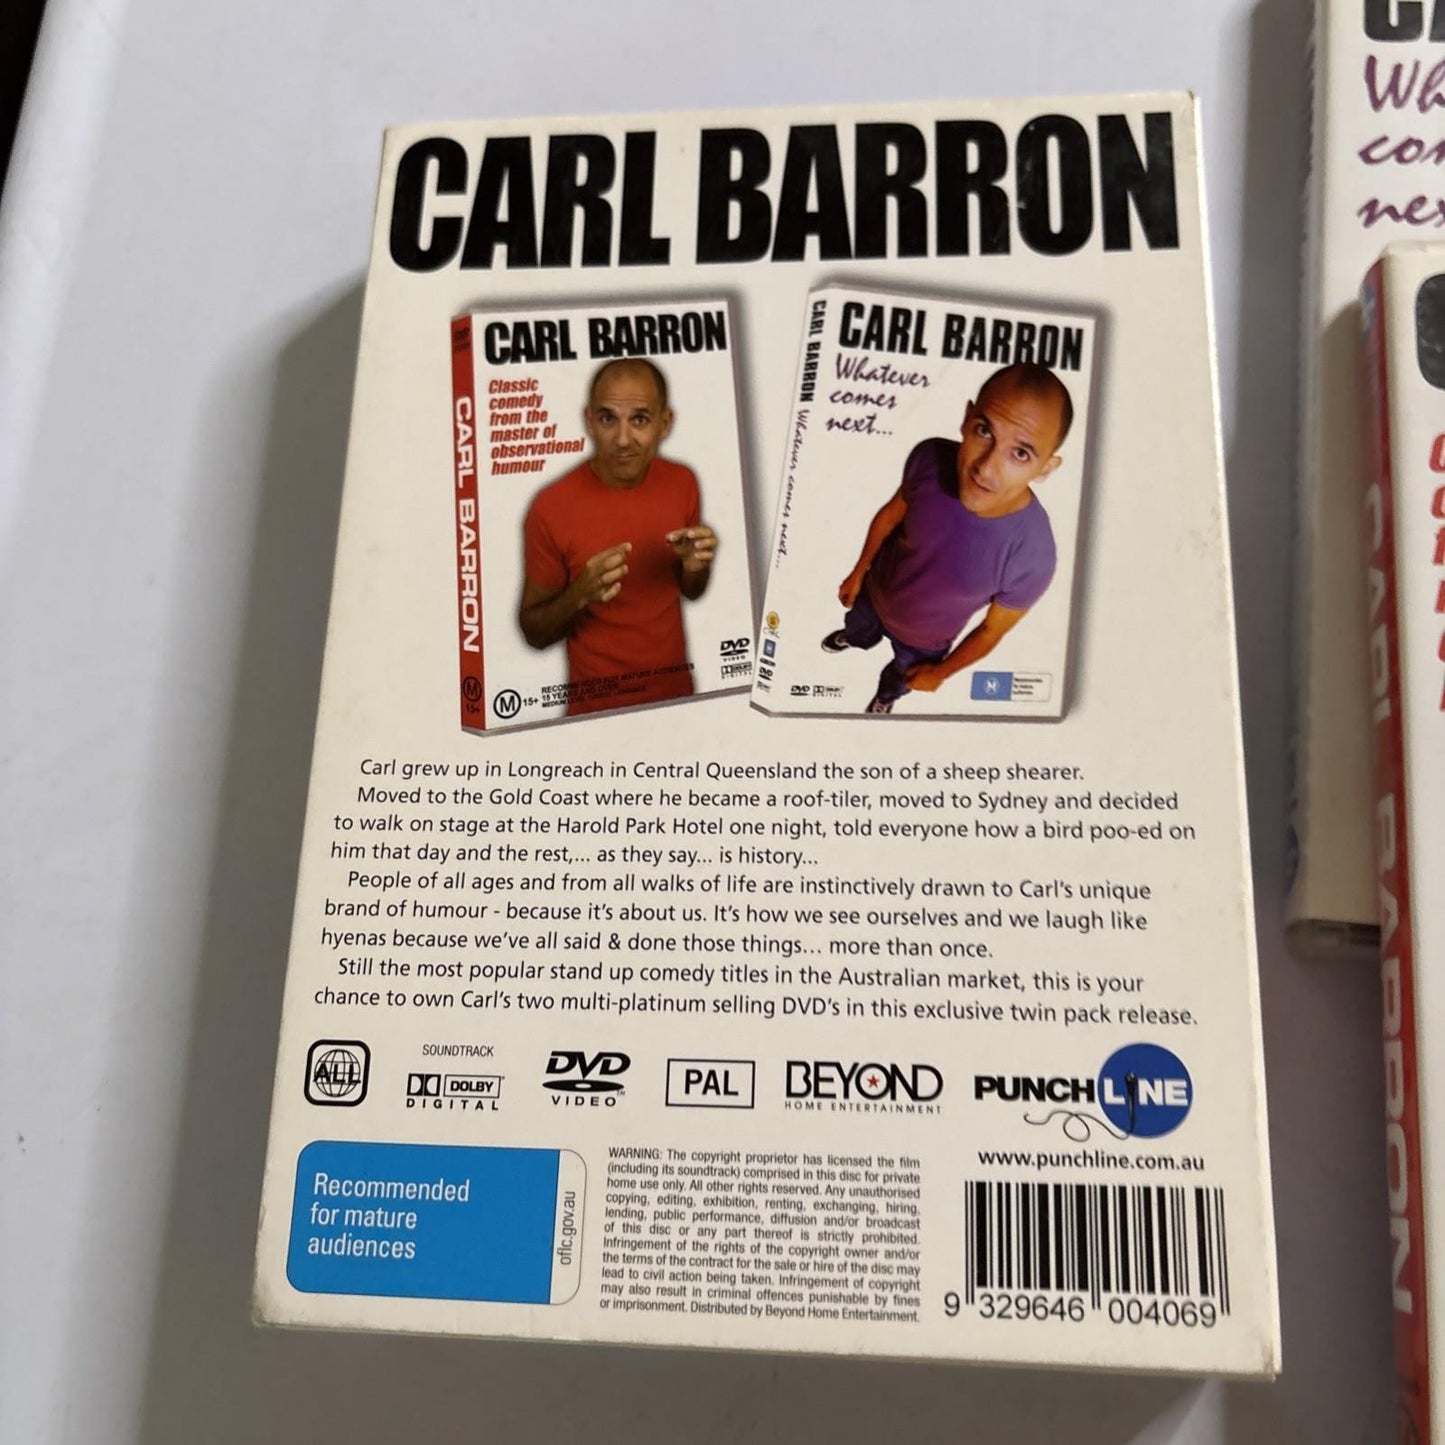 CARL BARRON
CARL BARRON
Classic
comedy
from the
master of
observational
humour
CARL BARRON
M
15+
M 15+
RECOMMENDED FOR MATURE AUDIENCES
15 YEARS AND OVER
DVD
VIDEO
CARL BARRON
Whatever
comes
next...
CARL BARRON Whatever comes next...
DVD
M
Carl grew up in Longreach in Central Queensland the son of a sheep shearer.
Moved to the Gold Coast where he became a roof-tiler, moved to Sydney and decided
to walk on stage at the Harold Park Hotel one night, told everyone how a bird poo-ed on
him that day and the rest,... as they say... is history...
People of all ages and from all walks of life are instinctively drawn to Carl's unique
brand of humour - because it's about us. It's how we see ourselves and we laugh like
hyenas because we've all said & done those things... more than once.
Still the most popular stand up comedy titles in the Australian market, this is your
chance to own Carl's two multi-platinum selling DVD's in this exclusive twin pack release.
ALL
SOUNDTRACK
DOLBY
DIGITAL
DVD
VIDEO
PAL
BEYOND
HOME ENTERTAINMENT
PUNCHLINE
www.punchline.com.au
Recommended
for mature
audiences
oflc.gov.au
WARNING: The copyright proprietor has licensed the film
(including its soundtrack) comprised in this disc for private
home use only. All other rights reserved. Any unauthorised
copying, editing, exhibition, renting, exchanging, hiring,
lending, public performance, diffusion and/or broadcast
of this disc or any part thereof is strictly prohibited.
Infringement of the rights of the copyright owner and/or
the terms of the contract for the sale or hire of the disc may
lead to civil action being taken. Infringement of copyright
may also result in criminal offences punishable by fines
or imprisonment. Distributed by Beyond Home Entertainment.
9 329646 004069
CARL BARRON